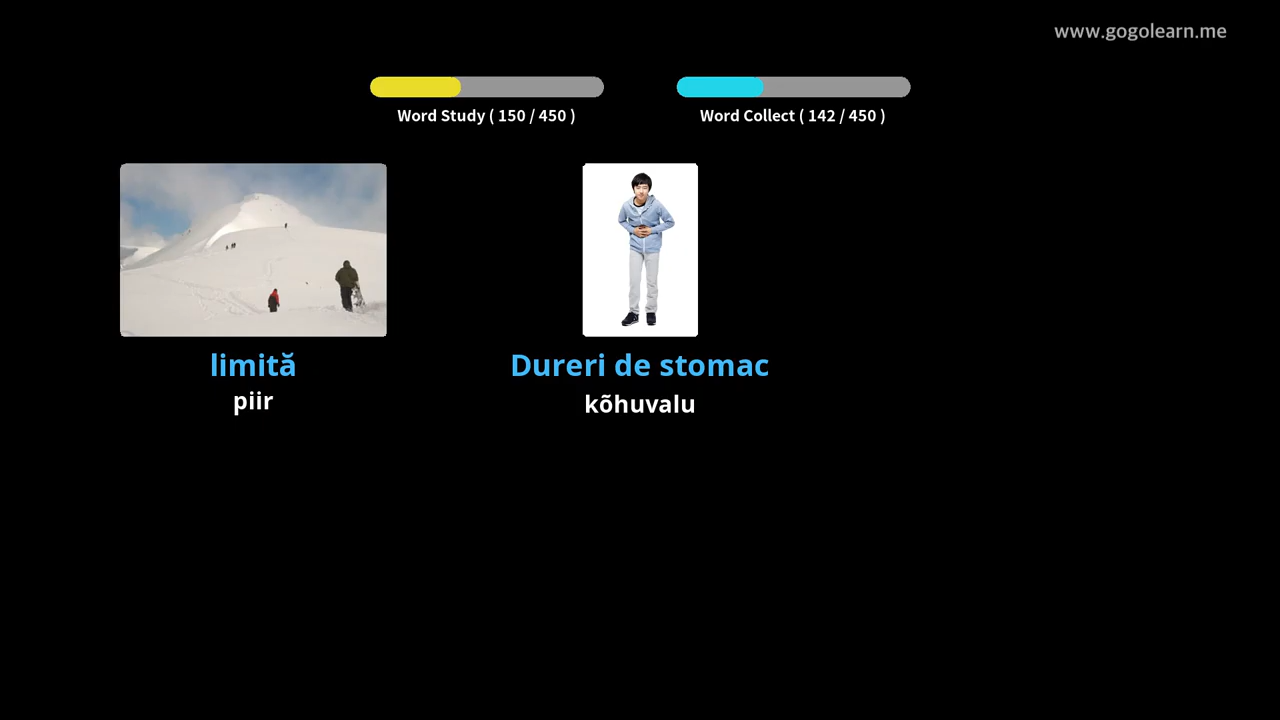 www.gogolearn.me
Word Study ( 150 / 450 )
Word Collect ( 142 / 450 )
limită
piir
Dureri de stomac
kõhuvalu